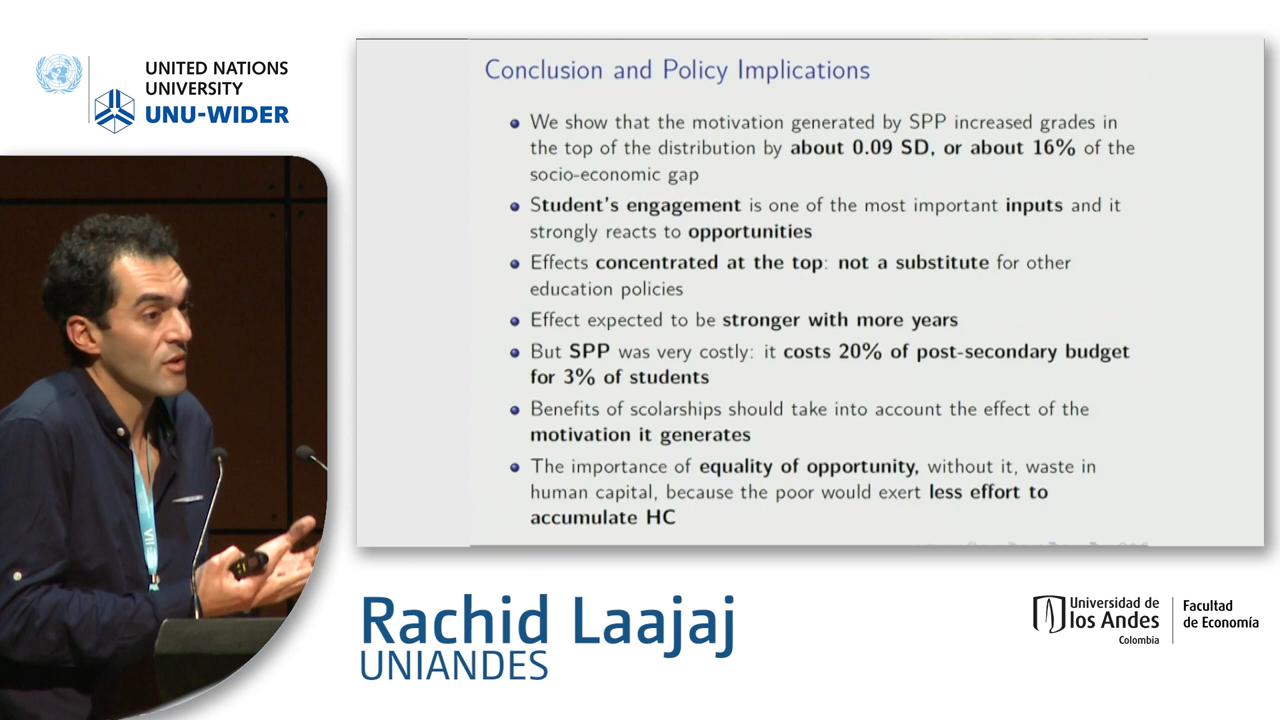 UNITED NATIONS
UNIVERSITY
UNU-WIDER
Conclusion and Policy Implications
We show that the motivation generated by SPP increased grades in
the top of the distribution by about 0.09 SD, or about 16% of the
socio-economic gap
Student's engagement is one of the most important inputs and it
strongly reacts to opportunities
Effects concentrated at the top: not a substitute for other
education policies
Effect expected to be stronger with more years
But SPP was very costly: it costs 20% of post-secondary budget
for 3% of students
Benefits of scolarships should take into account the effect of the
motivation it generates
The importance of equality of opportunity, without it, waste in
human capital, because the poor would exert less effort to
accumulate HC
VII
Rachid Laajaj
UNIANDES
Universidad de
los Andes
Colombia
Facultad
de Economía